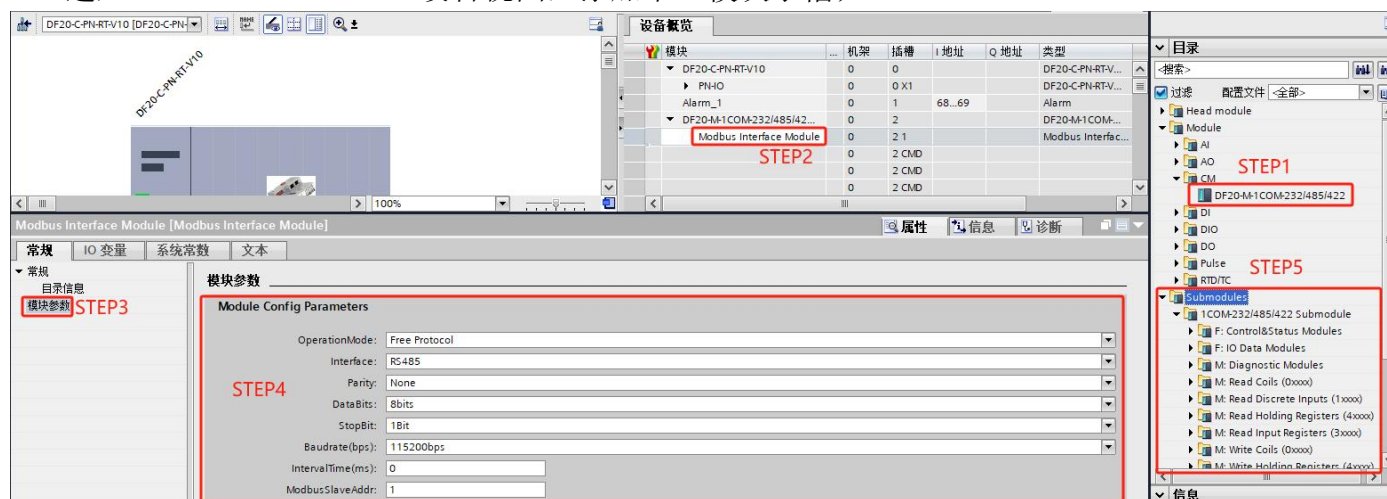 DF20-C-PN-RT-V10 [DF20-C-PN-
DF20-C-PN-RT-V10
100%
设备概览
模块 ... 机架 插槽 I 地址 Q 地址 类型
DF20-C-PN-RT-V10 0 0 DF20-C-PN-RT-V...
PN-IO 0 0 X1 DF20-C-PN-RT-V...
Alarm_1 0 1 68...69 Alarm
DF20-M-1COM-232/485/42... 0 2 DF20-M-1COM-...
Modbus Interface Module 0 2 1 Modbus Interfac...
STEP2
0 2 CMD
0 2 CMD
0 2 CMD
目录
<搜索>
过滤 配置文件 <全部>
Head module
Module
AI
AO
STEP1
CM
DF20-M-1COM-232/485/422
DI
DIO
DO
Pulse
STEP5
RTD/TC
Submodules
1COM-232/485/422 Submodule
F: Control&Status Modules
F: IO Data Modules
M: Diagnostic Modules
M: Read Coils (0xxxx)
M: Read Discrete Inputs (1xxxx)
M: Read Holding Registers (4xxxx)
M: Read Input Registers (3xxxx)
M: Write Coils (0xxxx)
M: Write Holding Registers (4xxxx)
信息
Modbus Interface Module [Modbus Interface Module]
属性 信息 诊断
常规 IO 变量 系统常数 文本
常规
目录信息
模块参数 STEP3
模块参数
Module Config Parameters
OperationMode: Free Protocol
Interface: RS485
STEP4
Parity: None
DataBits: 8bits
StopBit: 1Bit
Baudrate(bps): 115200bps
IntervalTime(ms): 0
ModbusSlaveAddr: 1